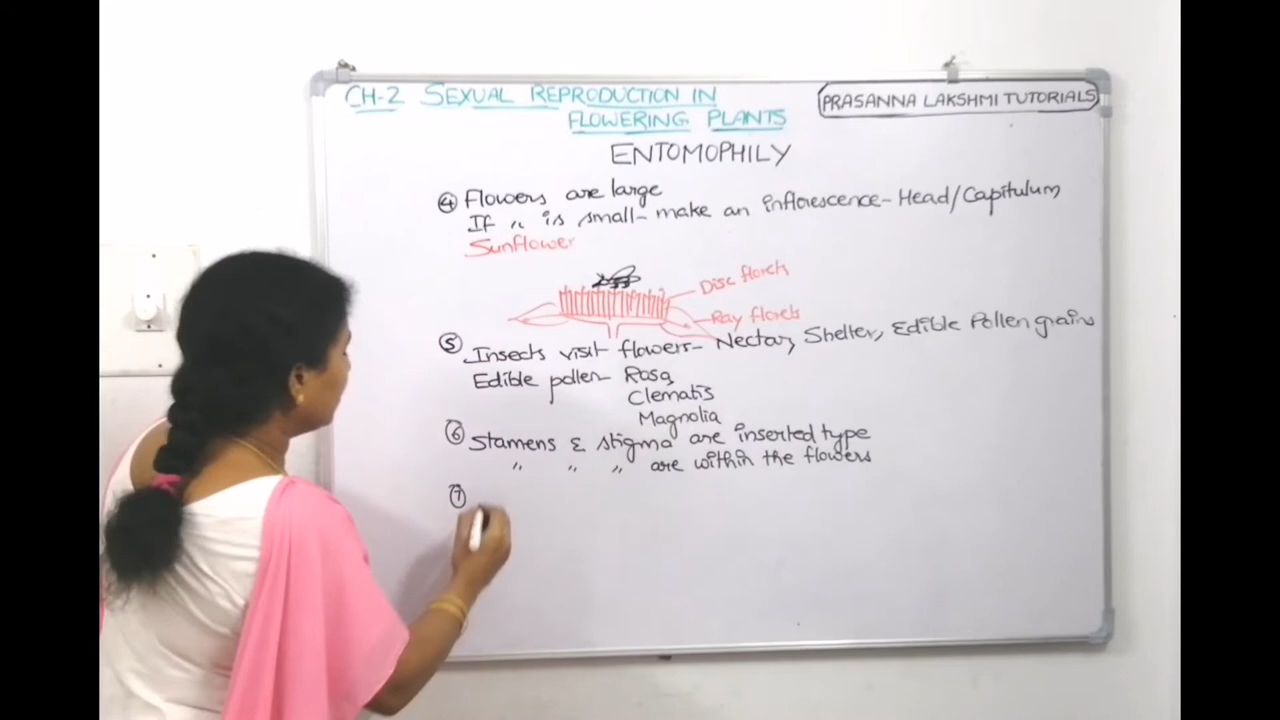 CH-2 SEXUAL REPRODUCTION IN
FLOWERING PLANTS
PRASANNA LAKSHMI TUTORIALS
ENTOMOPHILY
④ Flowers are large
If 〃 is small- make an inflorescence- Head/Capitulum
Sunflower
Disc florets
Ray florets
⑤ Insects visit flowers- Nectar, Shelter, Edible Pollen grains
Edible pollen- Rosa,
Clematis
Magnolia
⑥ Stamens & stigma are inserted type
〃 〃 〃 are within the flowers
⑦